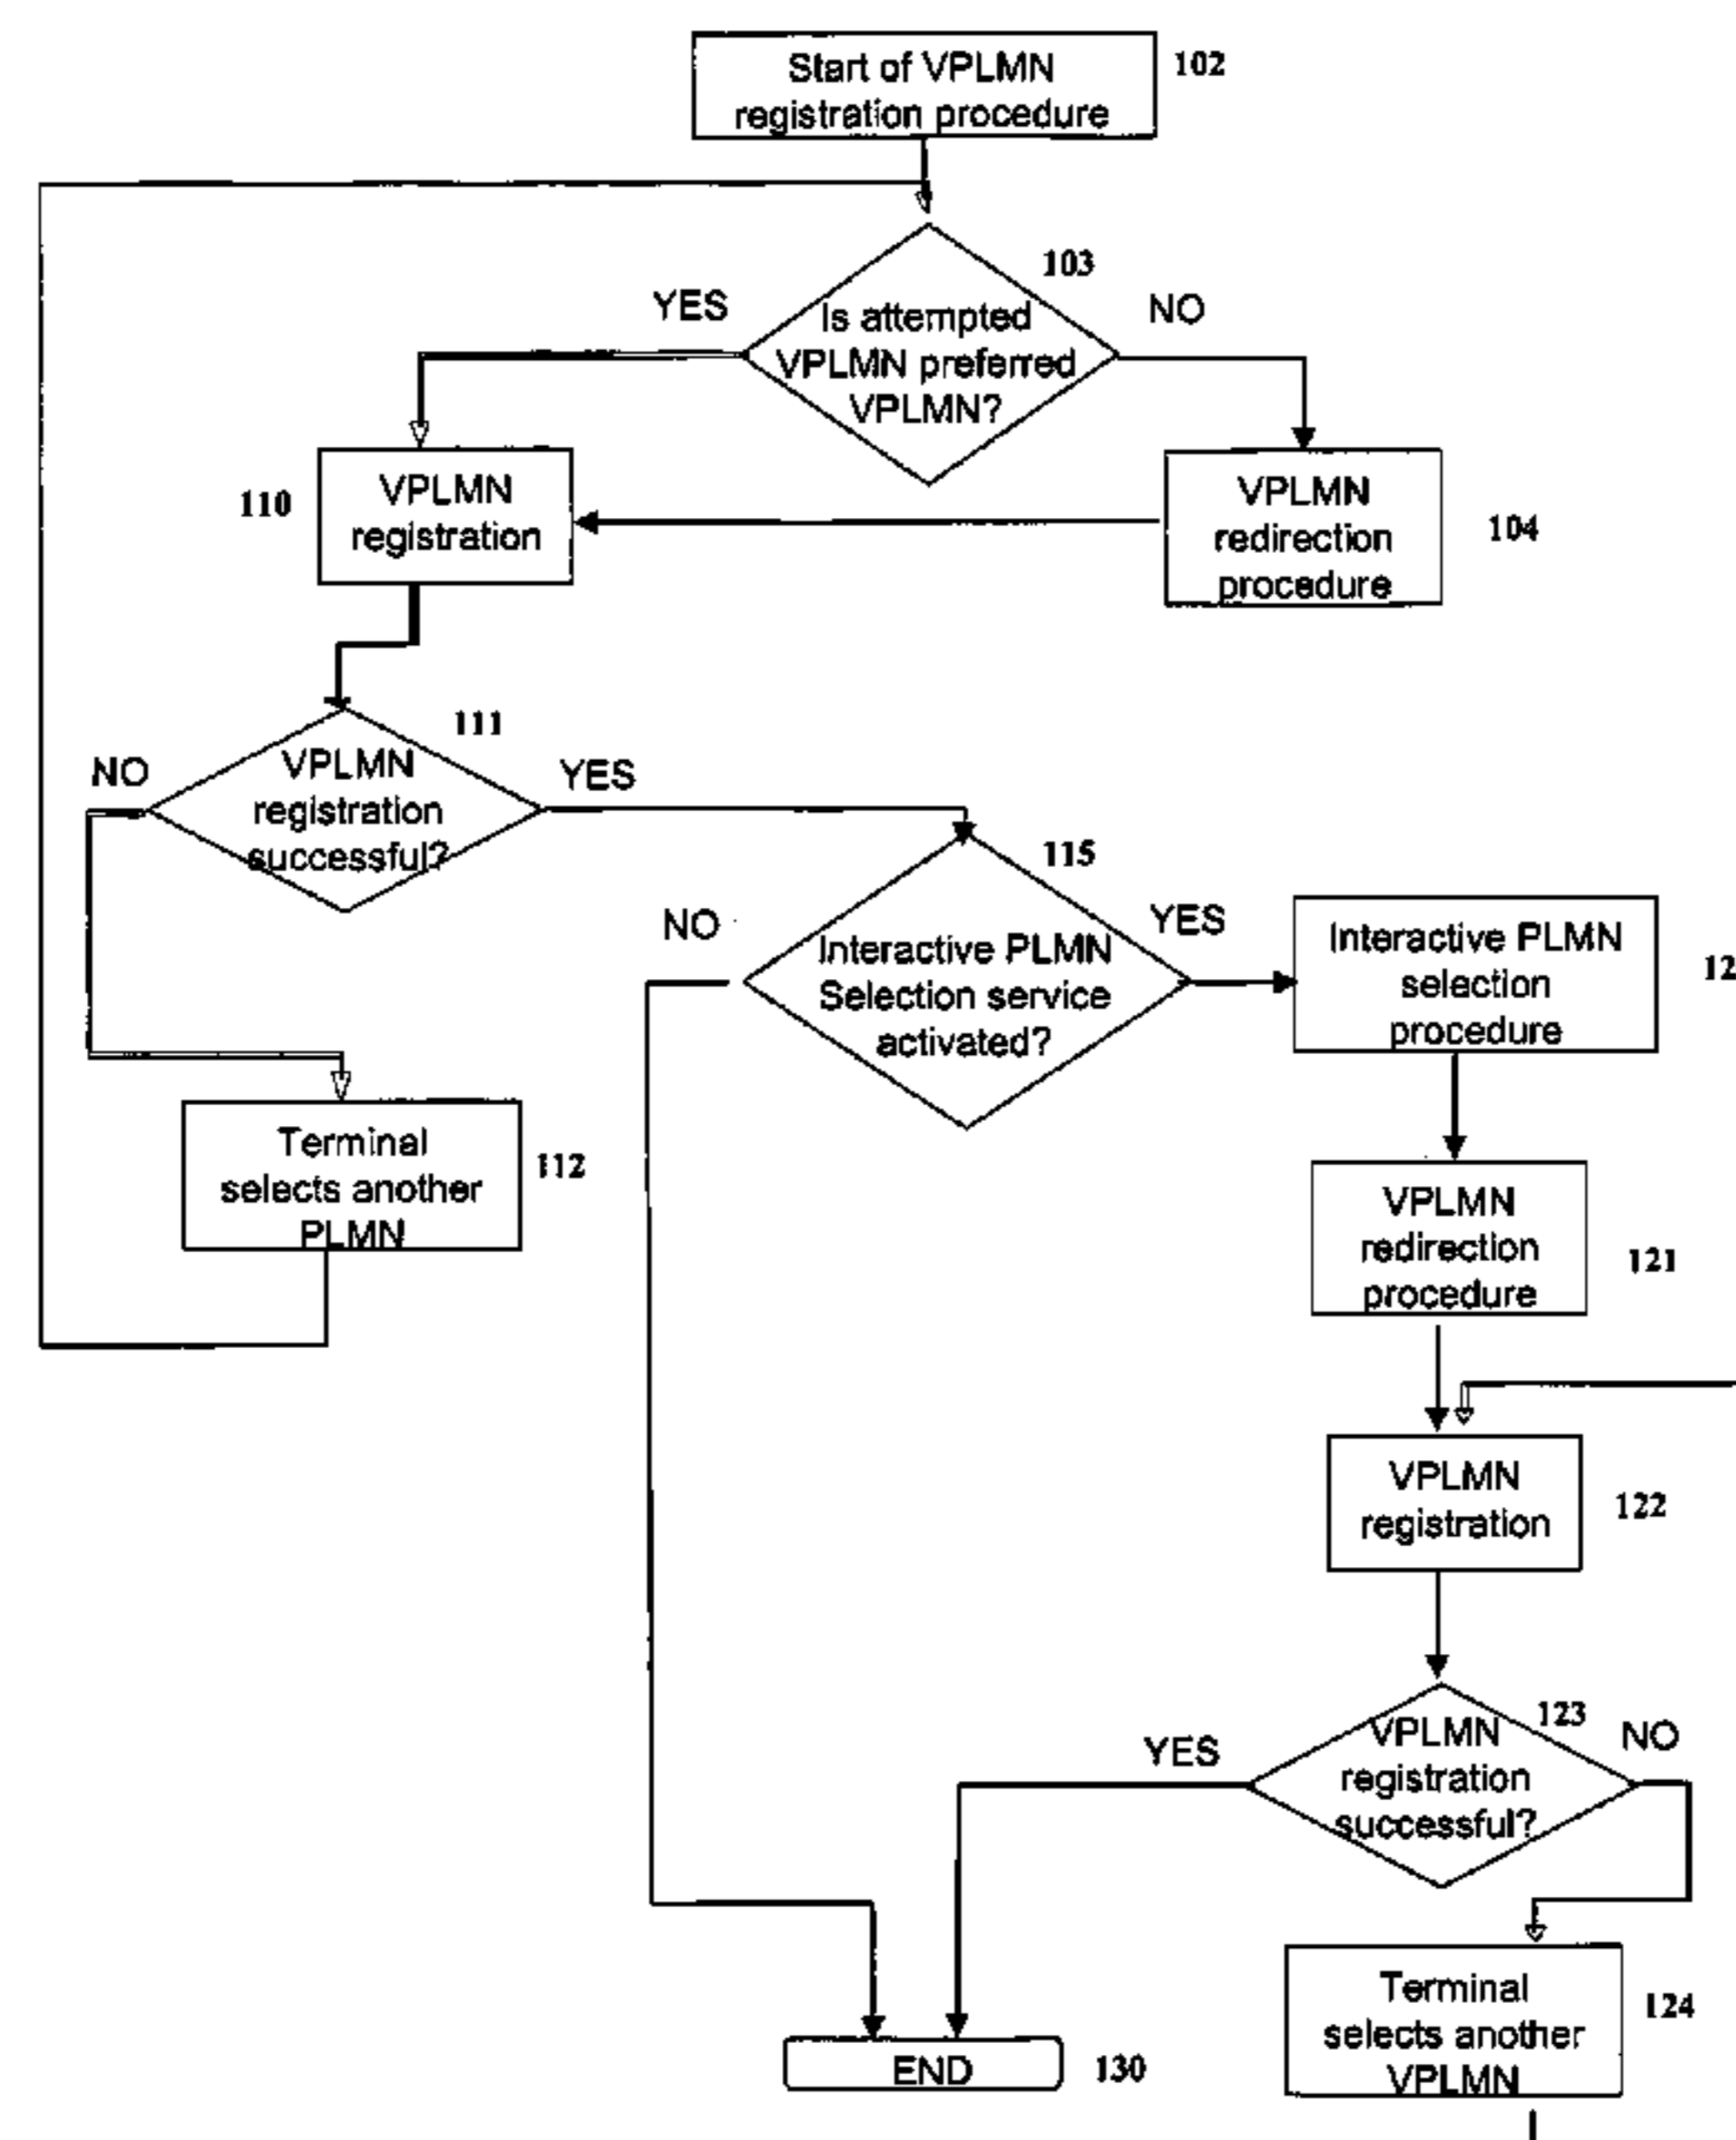 Start of VPLMN
registration procedure
102
103
YES
NO
Is attempted
VPLMN preferred
VPLMN?
110
VPLMN
registration
VPLMN
redirection
procedure
104
111
NO
YES
VPLMN
registration
successful?
115
NO
YES
Interactive PLMN
Selection service
activated?
Interactive PLMN
selection
procedure
12
Terminal
selects another
PLMN
112
VPLMN
redirection
procedure
121
VPLMN
registration
122
123
YES
NO
VPLMN
registration
successful?
Terminal
selects another
VPLMN
124
END
130